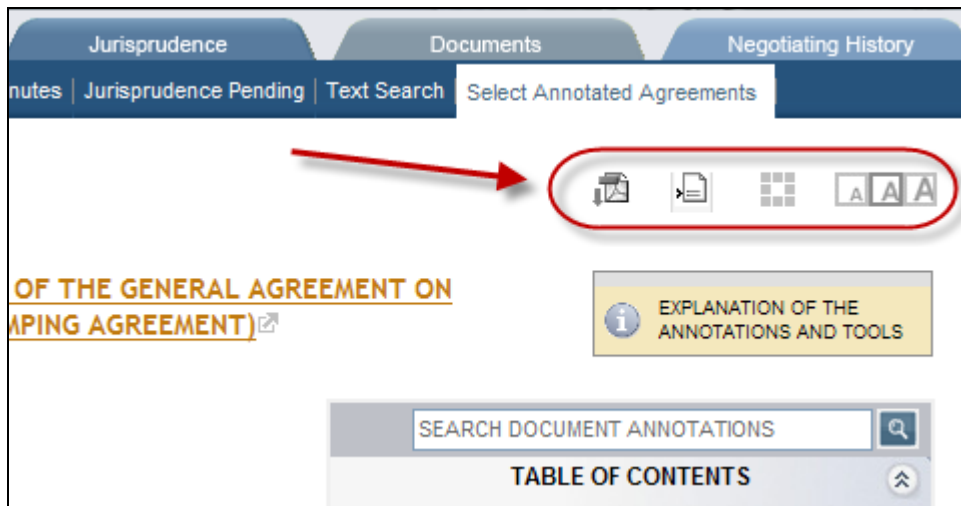 Jurisprudence Documents Negotiating History
nutes Jurisprudence Pending Text Search Select Annotated Agreements
A A A
OF THE GENERAL AGREEMENT ON
MPING AGREEMENT)
EXPLANATION OF THE
ANNOTATIONS AND TOOLS
SEARCH DOCUMENT ANNOTATIONS
TABLE OF CONTENTS